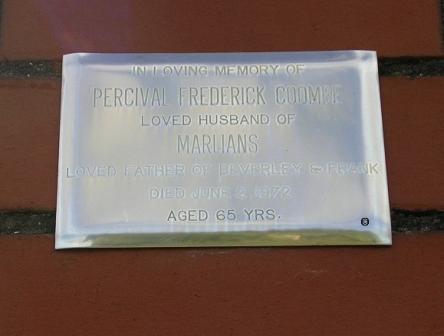 IN LOVING MEMORY OF
PERCIVAL FREDERICK COOMBE
LOVED HUSBAND OF
MARLIANS
LOVED FATHER OF BEVERLEY & FRANK
DIED JUNE 2, 1972
AGED 65 YRS.